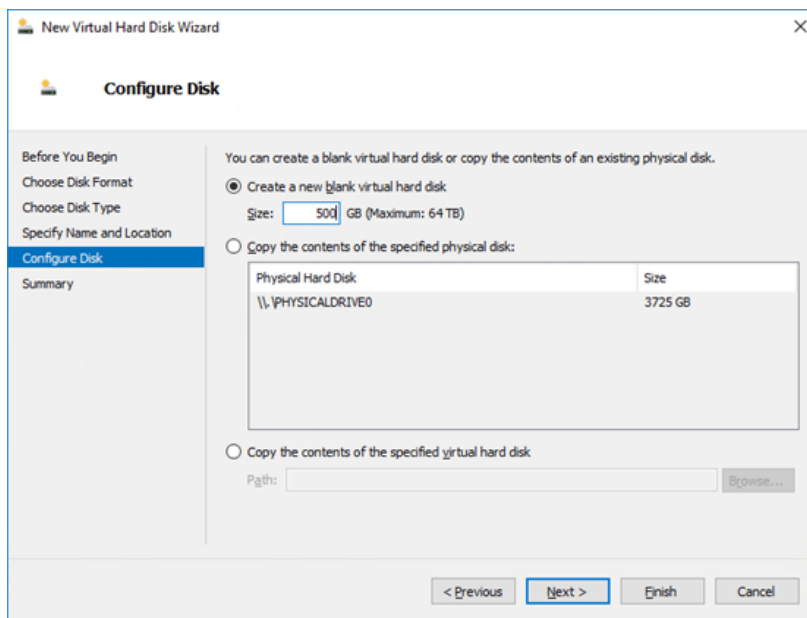 New Virtual Hard Disk Wizard
Configure Disk
Before You Begin
Choose Disk Format
Choose Disk Type
Specify Name and Location
Configure Disk
Summary
You can create a blank virtual hard disk or copy the contents of an existing physical disk.
Create a new blank virtual hard disk
Size: 500 GB (Maximum: 64 TB)
Copy the contents of the specified physical disk:
Physical Hard Disk Size
\\.\PHYSICALDRIVE0 3725 GB
Copy the contents of the specified virtual hard disk
Path: Browse...
< Previous Next > Finish Cancel